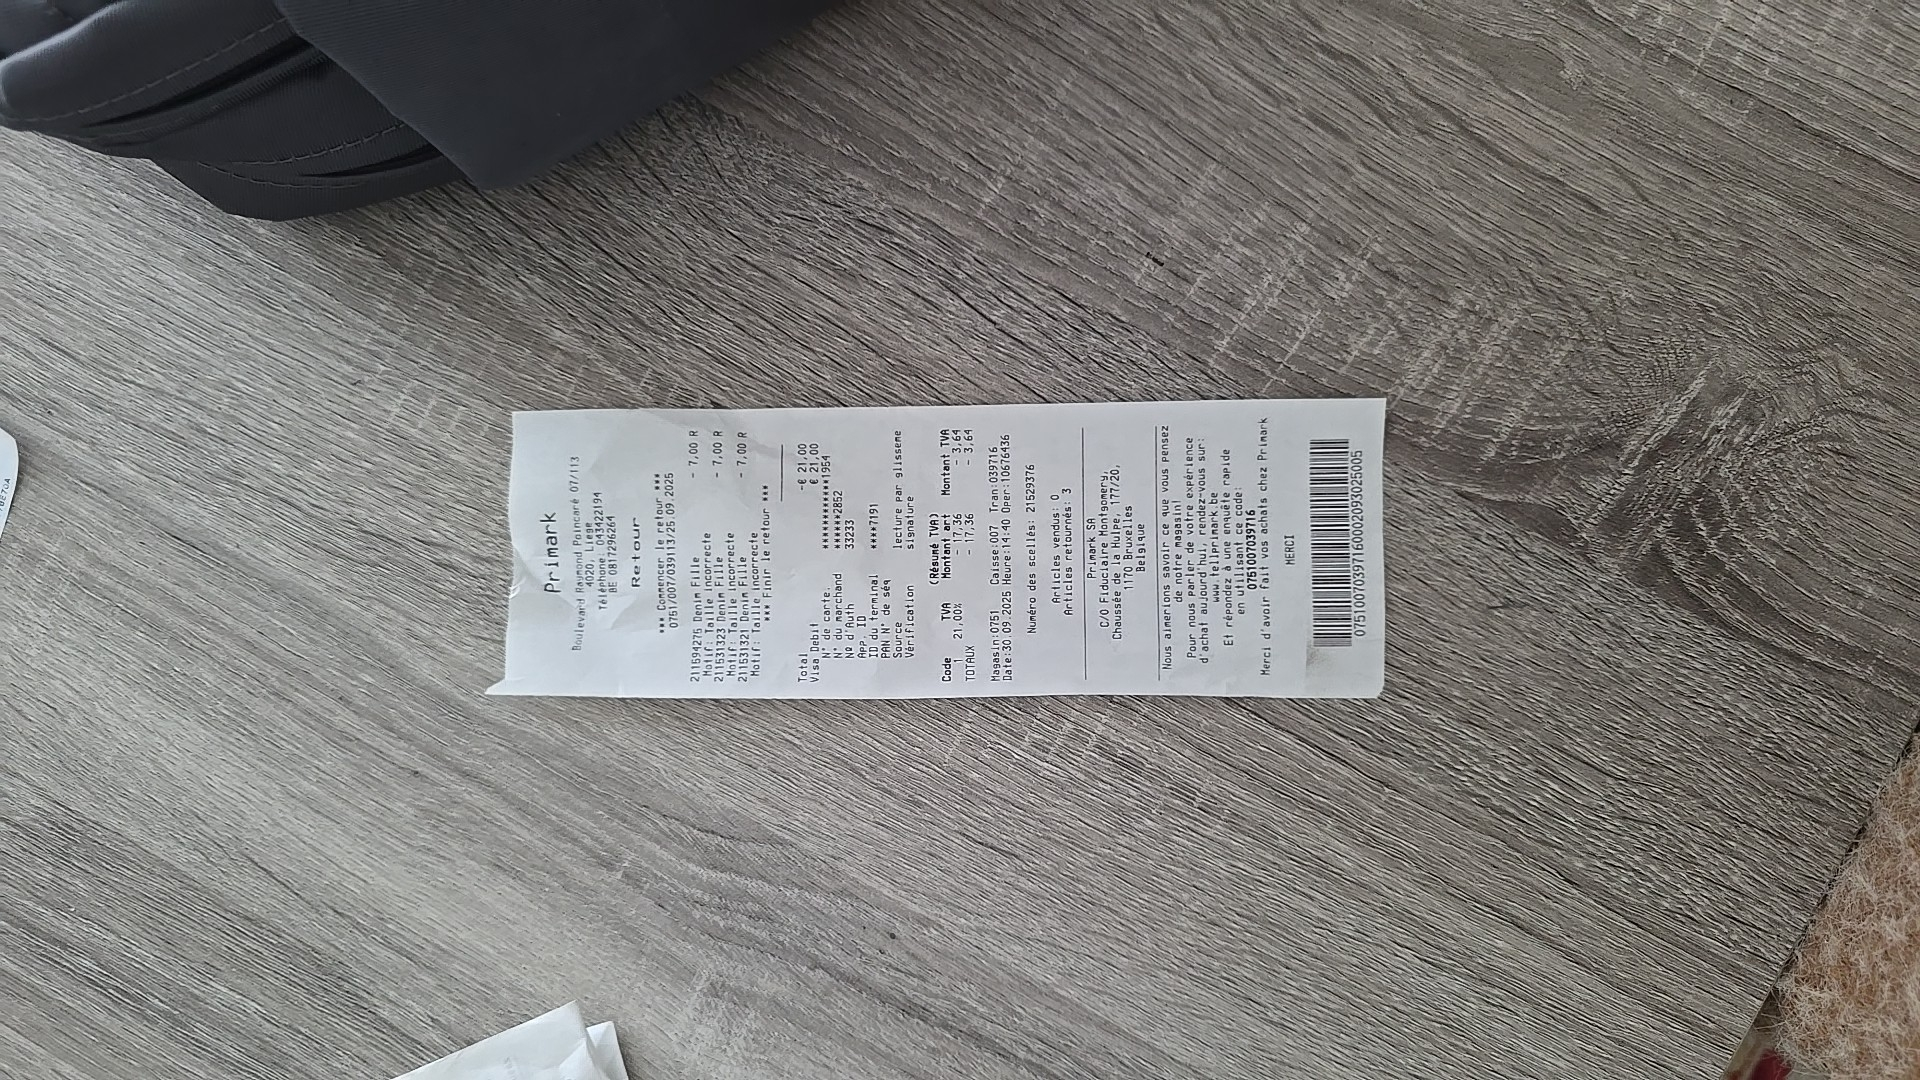 Primark
Boulevard Raymond Poincaré 07/113
4020, Liege
Téléphone: 043422194
BE 0817296264
Retour
*** Commencer le retour ***
0751/007/039113/25.09.2025
211594275 Denim Fille - 7,00 R
Motif: Taille incorrecte
211531323 Denim Fille - 7,00 R
Motif: Taille incorrecte
211531321 Denim Fille - 7,00 R
Motif: Taille incorrecte
*** Finir le retour ***
Total -€ 21,00
Visa Debit € 21,00
N° de carte. ************1954
N° du marchand ******2852
Nº d'Auth 33233
App. ID
ID du terminal ****7191
PAN N° de séq
Source lecture par glisseme
Vérification signature
(Résumé TVA)
Code TVA Montant art Montant TVA
1 21,00% - 17,36 - 3,64
TOTAUX - 17,36 - 3,64
Magasin:0751 Caisse:007 Tran:039716
Date:30.09.2025 Heure:14:40 Oper:10676436
Numéro des scellés: 21529376
Articles vendus: 0
Articles retournés: 3
Primark SA
C/O Fiduciaire Montgomery,
Chaussée de la Hulpe, 177/20,
1170 Bruxelles
Belgique
Nous aimerions savoir ce que vous pensez
de notre magasin!
Pour nous parler de votre expérience
d'achat aujourd'hui, rendez-vous sur:
www.tellprimark.be
Et répondez à une enquête rapide
en utilisant ce code:
0751007039716
Merci d'avoir fait vos achats chez Primark
MERCI
0751007039716000209302​5005